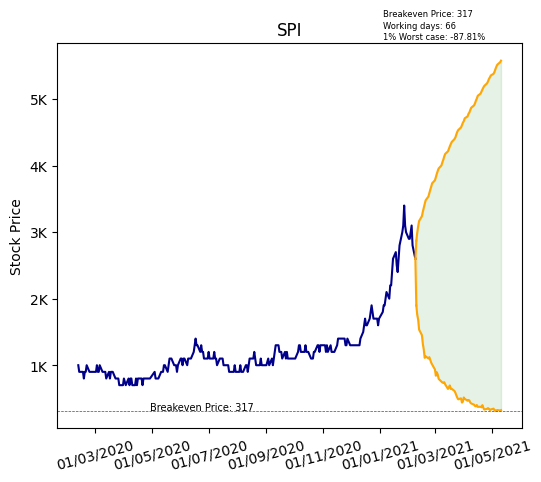 Breakeven Price: 317
Working days: 66
1% Worst case: -87.81%
SPI
Stock Price
5K
4K
3K
2K
1K
Breakeven Price: 317
01/03/2020 01/05/2020 01/07/2020 01/09/2020 01/11/2020 01/01/2021 01/03/2021 01/05/2021